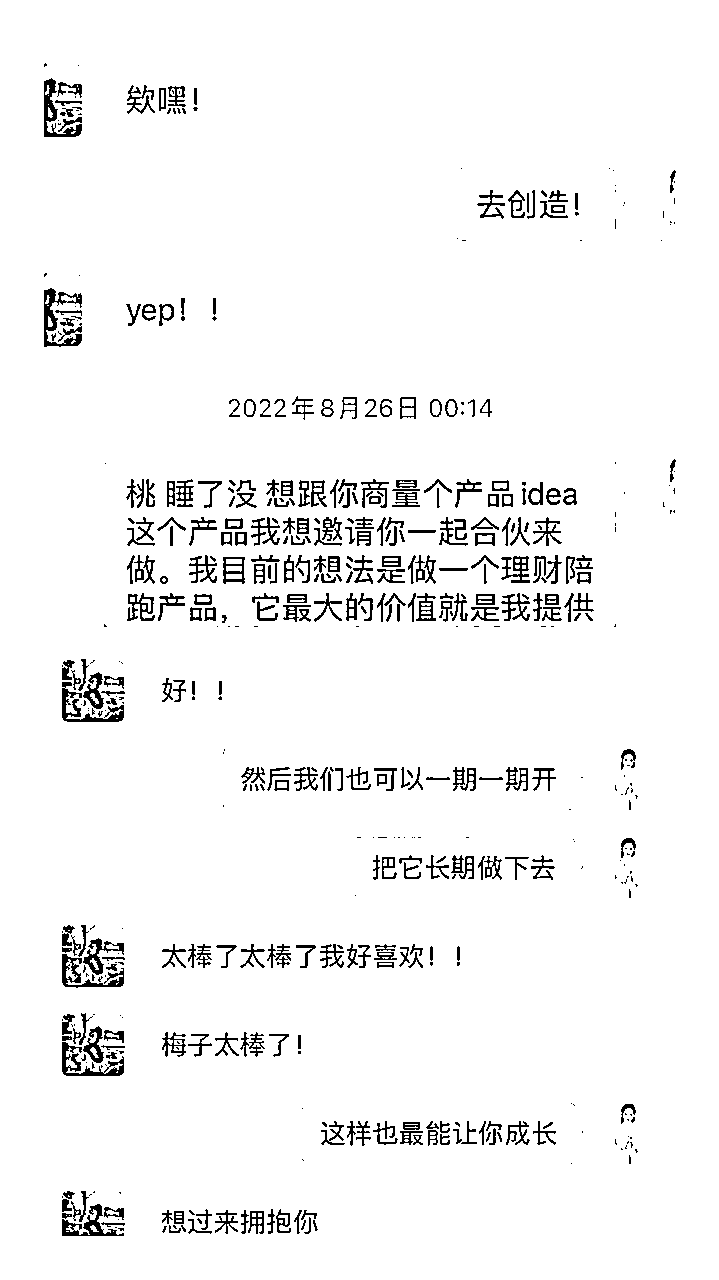 欸嘿！
去创造！
yep！！
2022年8月26日 00:14
桃 睡了没 想跟你商量个产品idea
这个产品我想邀请你一起合伙来
做。我目前的想法是做一个理财陪
跑产品，它最大的价值就是我提供
好！！
然后我们也可以一期一期开
把它长期做下去
太棒了太棒了我好喜欢！！
梅子太棒了！
这样也最能让你成长
想过来拥抱你